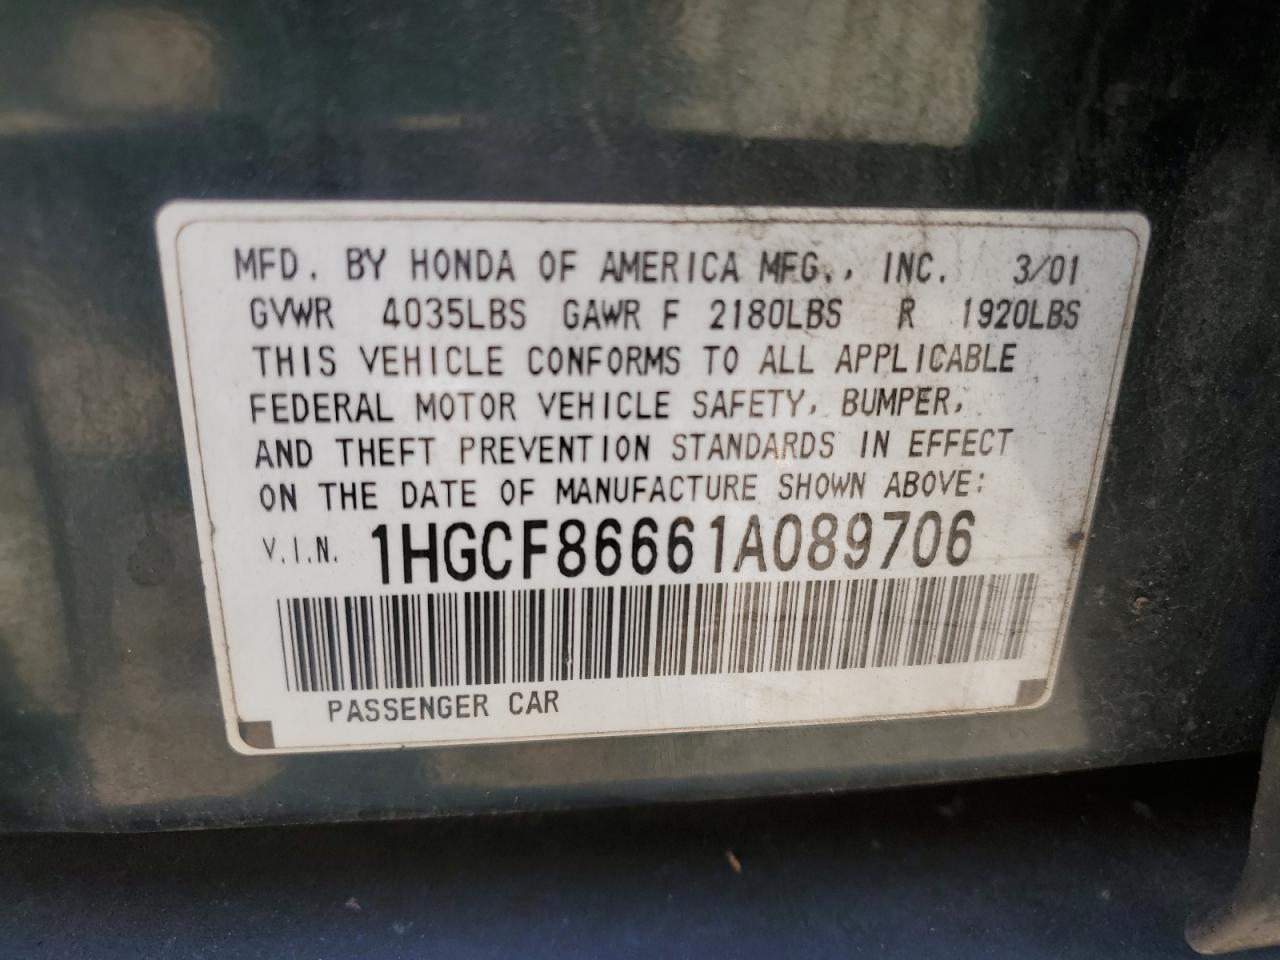 MFD. BY HONDA OF AMERICA MFG., INC. 3/01
GVWR 4035LBS GAWR F 2180LBS R 1920LBS
THIS VEHICLE CONFORMS TO ALL APPLICABLE
FEDERAL MOTOR VEHICLE SAFETY, BUMPER,
AND THEFT PREVENTION STANDARDS IN EFFECT
ON THE DATE OF MANUFACTURE SHOWN ABOVE:
V.I.N. 1HGCF86661A089706
PASSENGER CAR